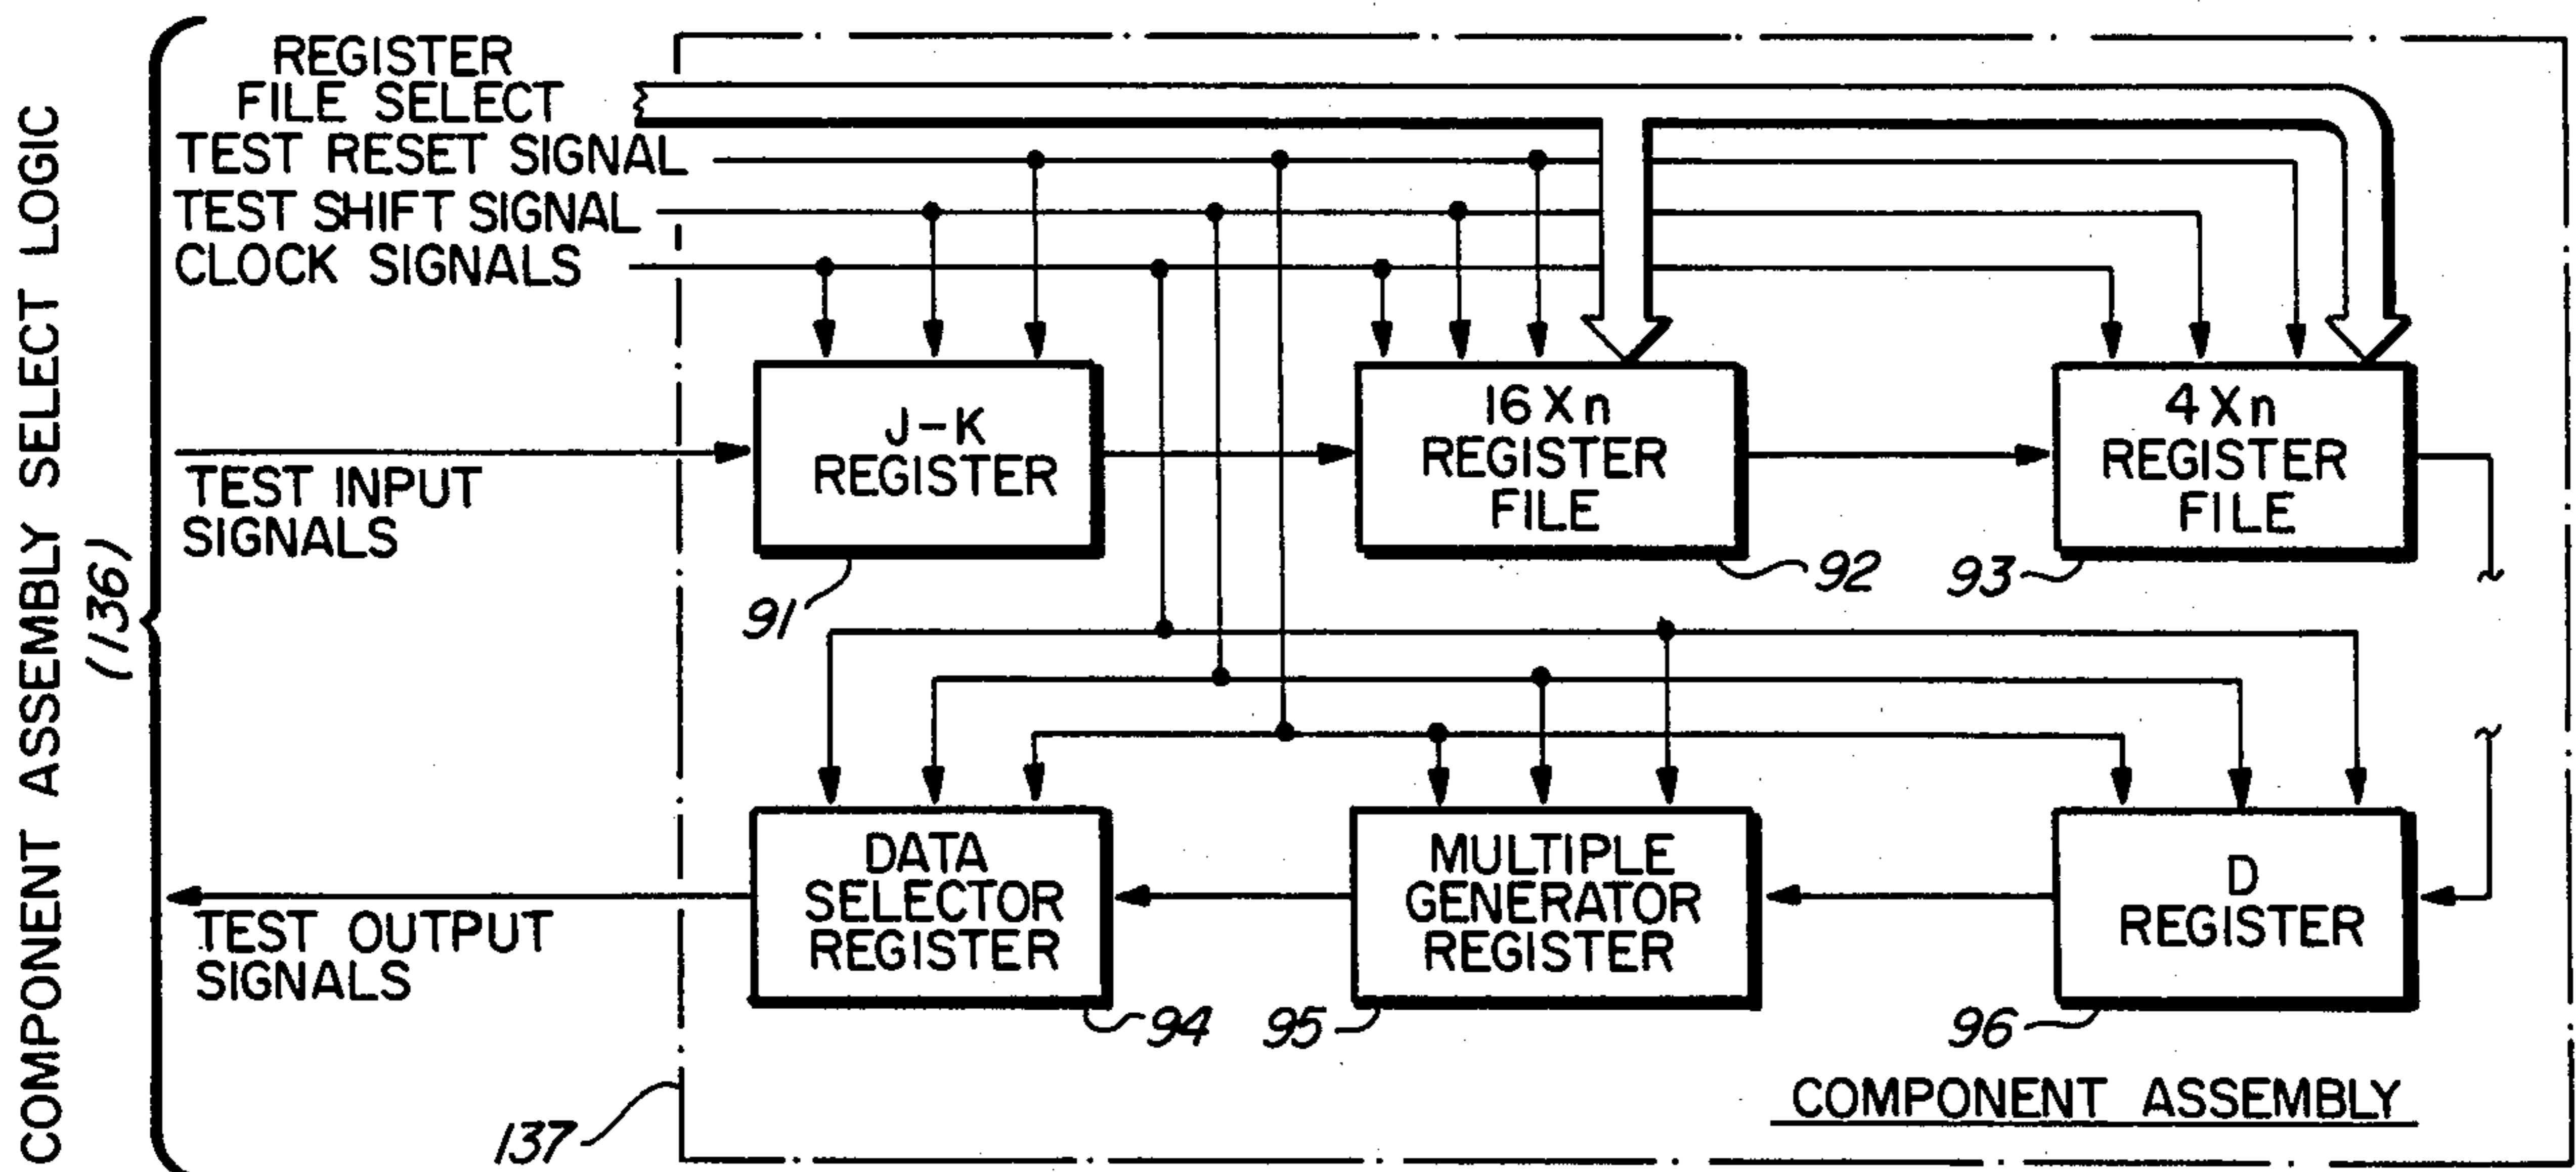 COMPONENT ASSEMBLY SELECT LOGIC
(136)
REGISTER
FILE SELECT
TEST RESET SIGNAL
TEST SHIFT SIGNAL
CLOCK SIGNALS
TEST INPUT
SIGNALS
J-K
REGISTER
91
16 X n
REGISTER
FILE
92
4 X n
REGISTER
FILE
93
TEST OUTPUT
SIGNALS
DATA
SELECTOR
REGISTER
94
MULTIPLE
GENERATOR
REGISTER
95
D
REGISTER
96
137
COMPONENT ASSEMBLY